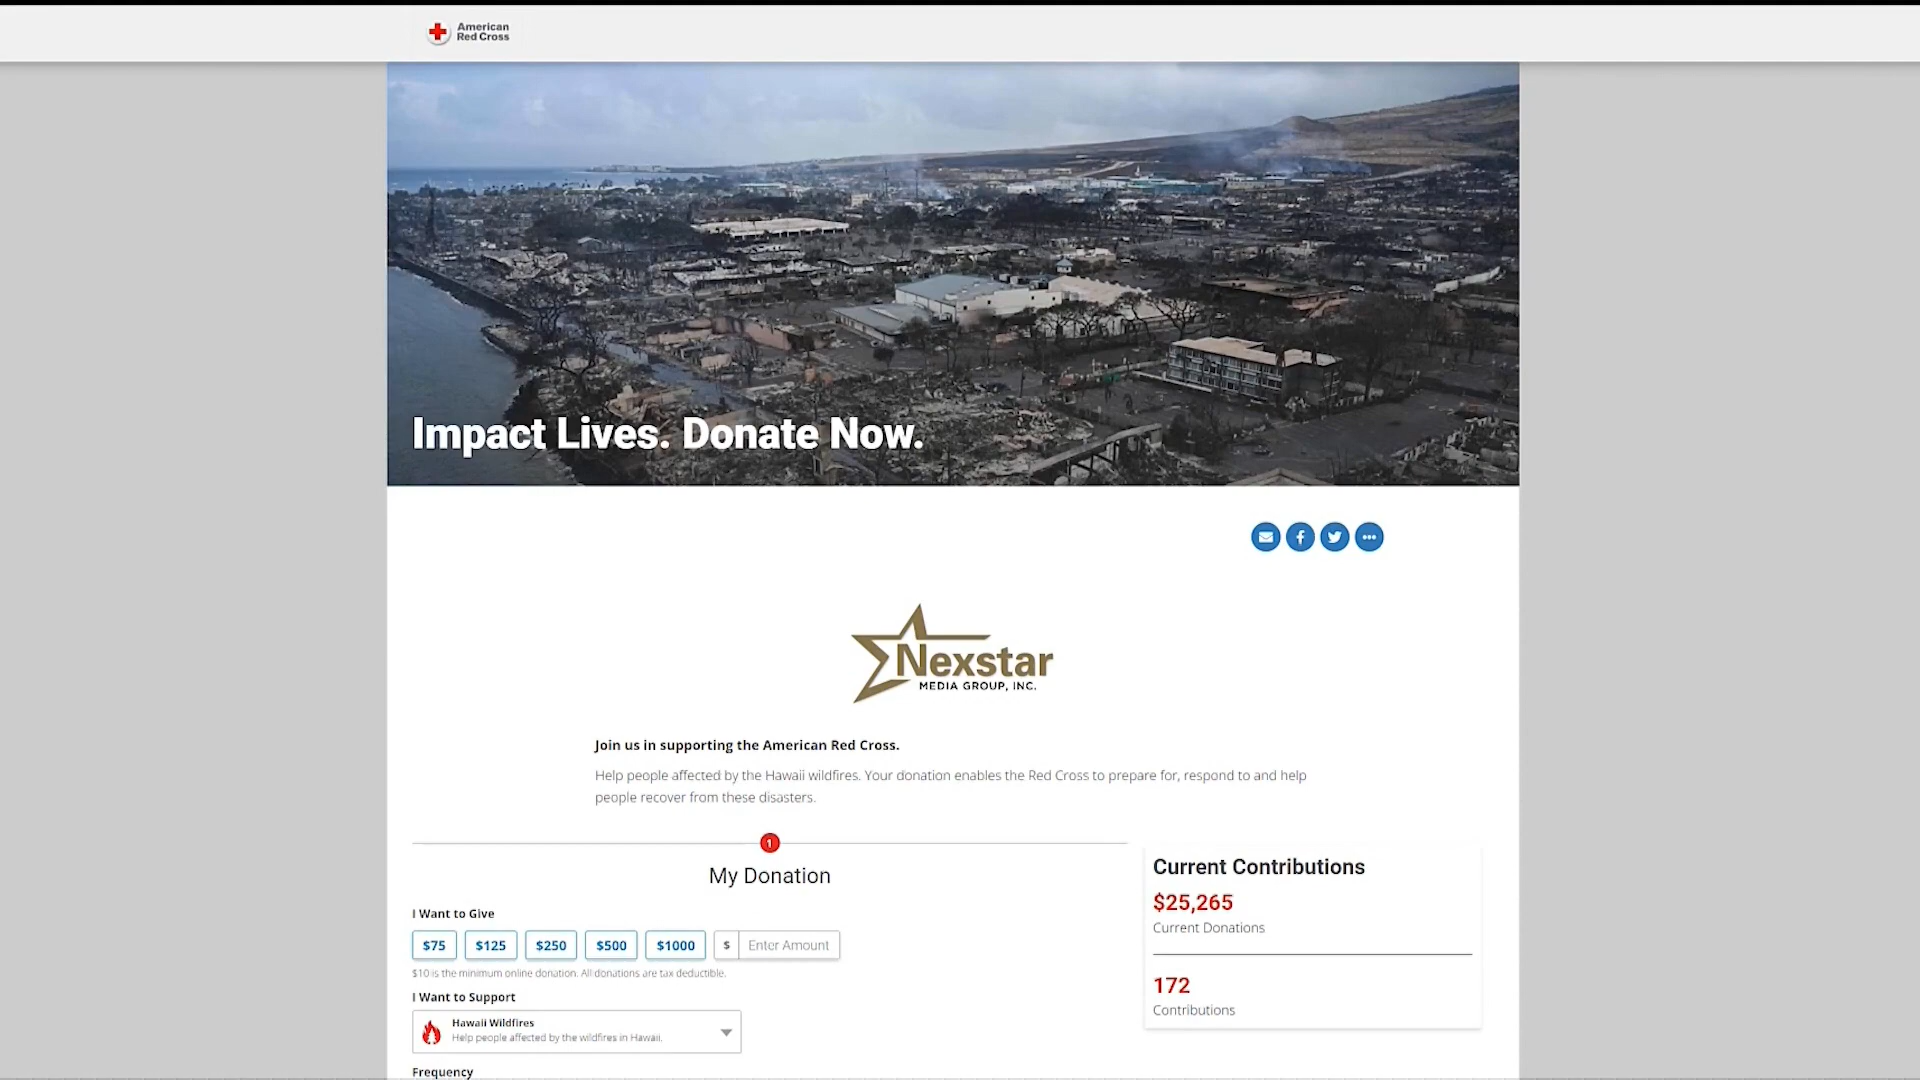 American
Red Cross
Impact Lives. Donate Now.
Nexstar
MEDIA GROUP, INC.
Join us in supporting the American Red Cross.
Help people affected by the Hawaii wildfires. Your donation enables the Red Cross to prepare for, respond to and help
people recover from these disasters.
1
My Donation
I Want to Give
$75 $125 $250 $500 $1000 $ Enter Amount
$10 is the minimum online donation. All donations are tax deductible.
I Want to Support
Hawaii Wildfires
Help people affected by the wildfires in Hawaii.
Frequency
Current Contributions
$25,265
Current Donations
172
Contributions